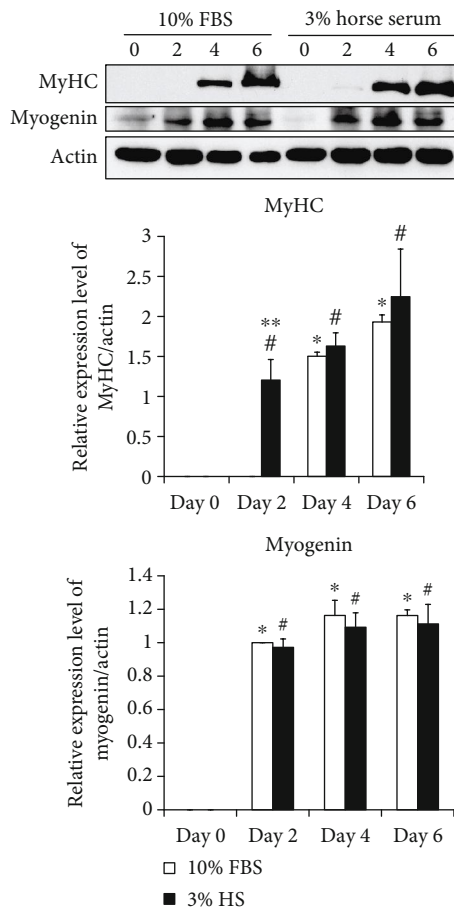 10% FBS 3% horse serum
0 2 4 6 0 2 4 6
MyHC
Myogenin
Actin
MyHC
Relative expression level of
MyHC/actin
3
2.5
2
1.5
1
0.5
0
**
#
*
#
*
#
Day 0 Day 2 Day 4 Day 6
Myogenin
Relative expression level of
myogenin/actin
1.4
1.2
1
0.8
0.6
0.4
0.2
0
* #
* #
* #
Day 0 Day 2 Day 4 Day 6
10% FBS
3% HS